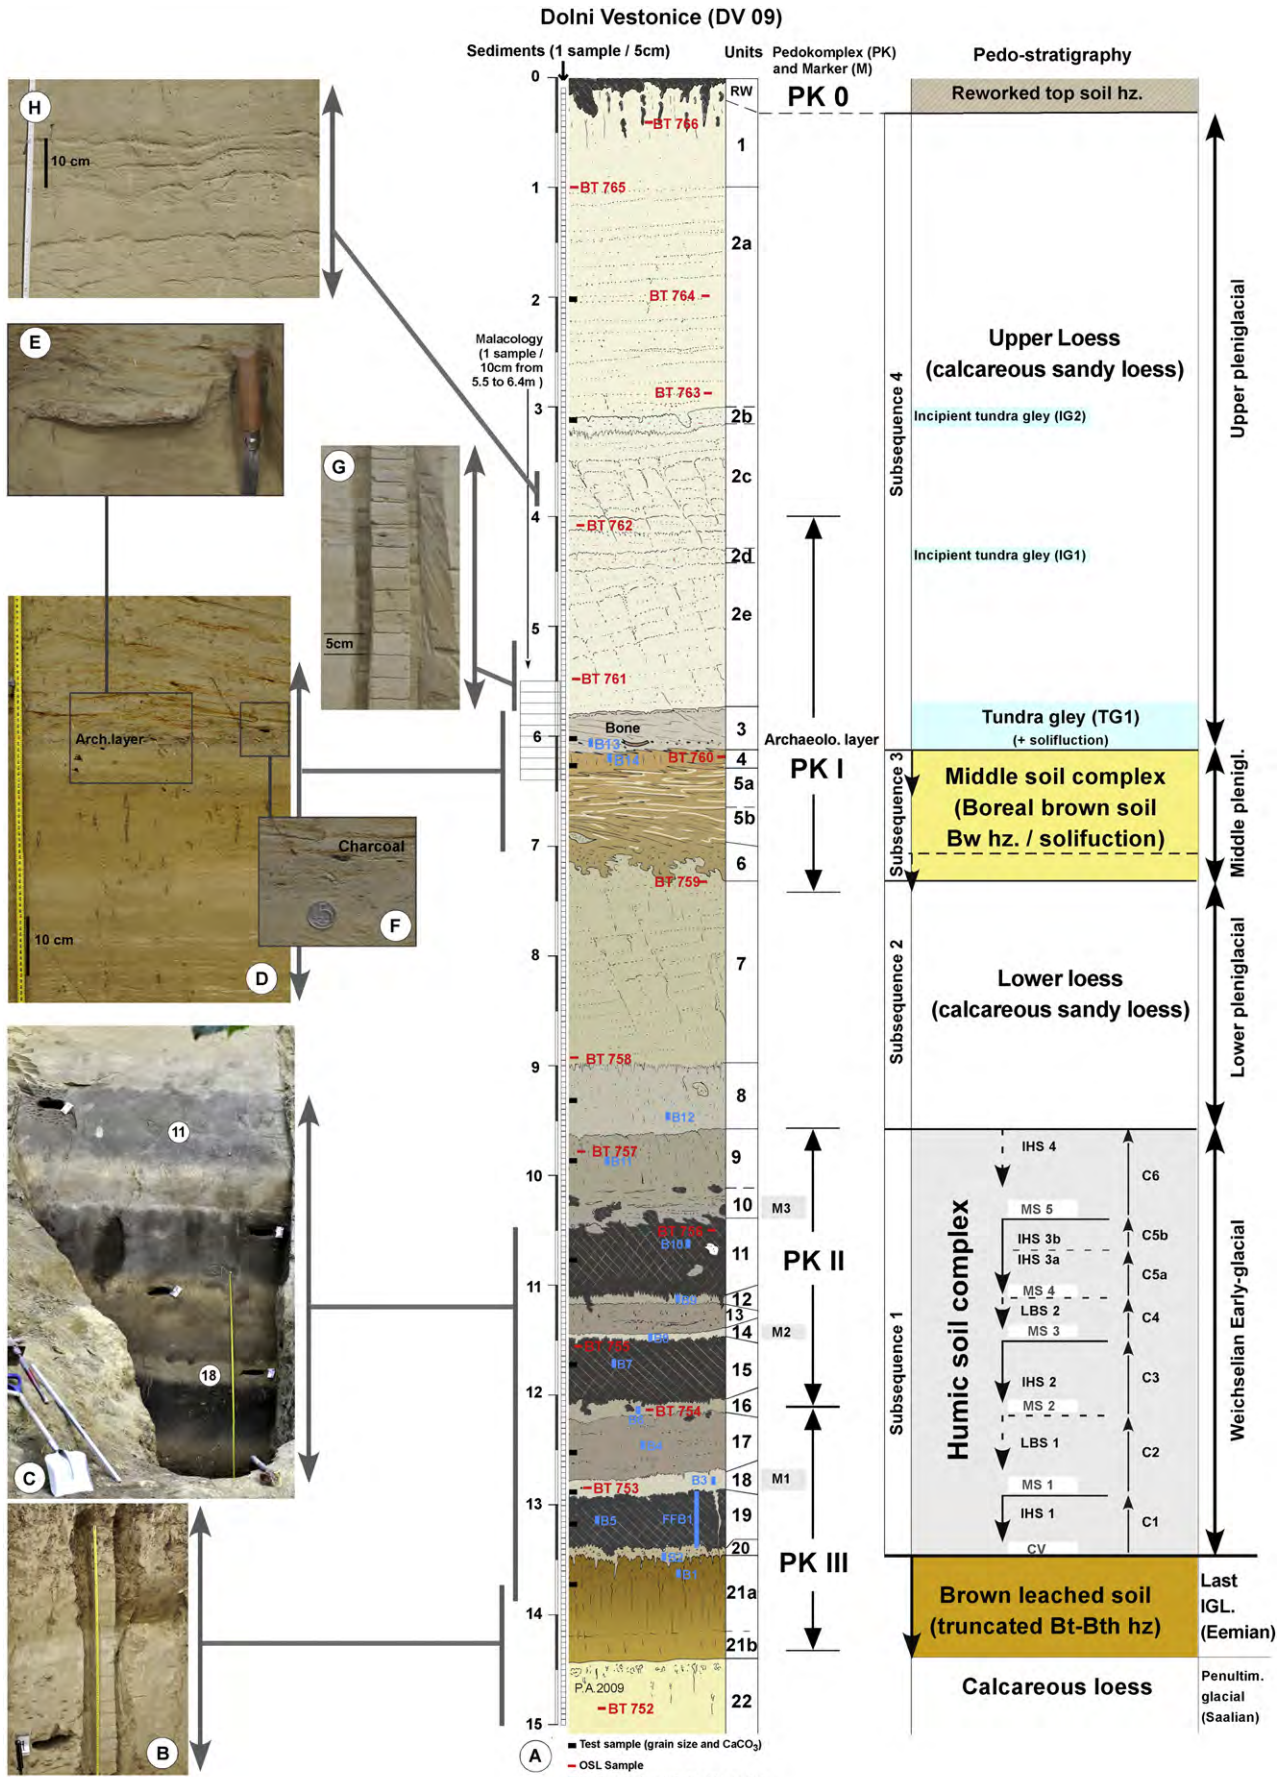 Dolni Vestonice (DV 09)
Sediments (1 sample / 5cm)
Units
Pedokomplex (PK)
and Marker (M)
Pedo-stratigraphy
0
1
2
3
4
5
6
7
8
9
10
11
12
13
14
15
H
10 cm
E
G
5cm
Malacology
(1 sample /
10cm from
5.5 to 6.4m )
Arch.layer
Charcoal
F
10 cm
D
11
18
C
B
A
BT 766
BT 765
BT 764
BT 763
BT 762
BT 761
Bone
B13
B14
BT 760
BT 759
BT 758
B12
BT 757
B11
B10
BT 755
B7
BT 754
BT 753
B3
B5
FFB1
B2
B1
P.A.2009
BT 752
RW
1
2a
2b
2c
2d
2e
3
4
5a
5b
6
7
8
9
10
11
12
13
14
15
16
17
18
19
20
21a
21b
22
PK 0
Archaeolo. layer
PK I
M3
PK II
M2
M1
PK III
Reworked top soil hz.
Subsequence 4
Upper Loess
(calcareous sandy loess)
Incipient tundra gley (IG2)
Incipient tundra gley (IG1)
Tundra gley (TG1)
(+ solifluction)
Upper pleniglacial
Subsequence 3
Middle soil complex
(Boreal brown soil
Bw hz. / solifuction)
Middle plenigl.
Subsequence 2
Lower loess
(calcareous sandy loess)
Lower pleniglacial
Subsequence 1
Humic soil complex
IHS 4
MS 5
IHS 3b
IHS 3a
MS 4
LBS 2
MS 3
IHS 2
MS 2
LBS 1
MS 1
IHS 1
CV
C6
C5b
C5a
C4
C3
C2
C1
Weichselian Early-glacial
Brown leached soil
(truncated Bt-Bth hz)
Last
IGL.
(Eemian)
Calcareous loess
Penultim.
glacial
(Saalian)
Test sample (grain size and CaCO3)
OSL Sample